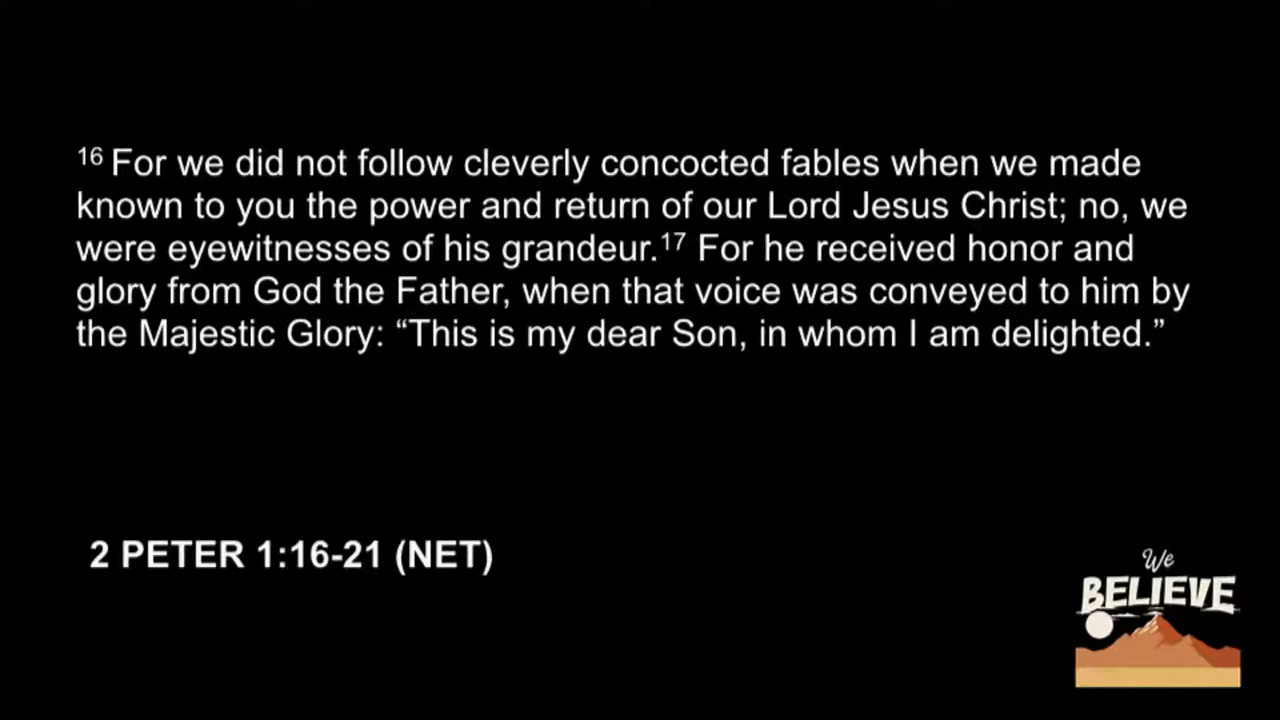 16 For we did not follow cleverly concocted fables when we made
known to you the power and return of our Lord Jesus Christ; no, we
were eyewitnesses of his grandeur.17 For he received honor and
glory from God the Father, when that voice was conveyed to him by
the Majestic Glory: “This is my dear Son, in whom I am delighted.”
2 PETER 1:16-21 (NET)
We
BELIEVE